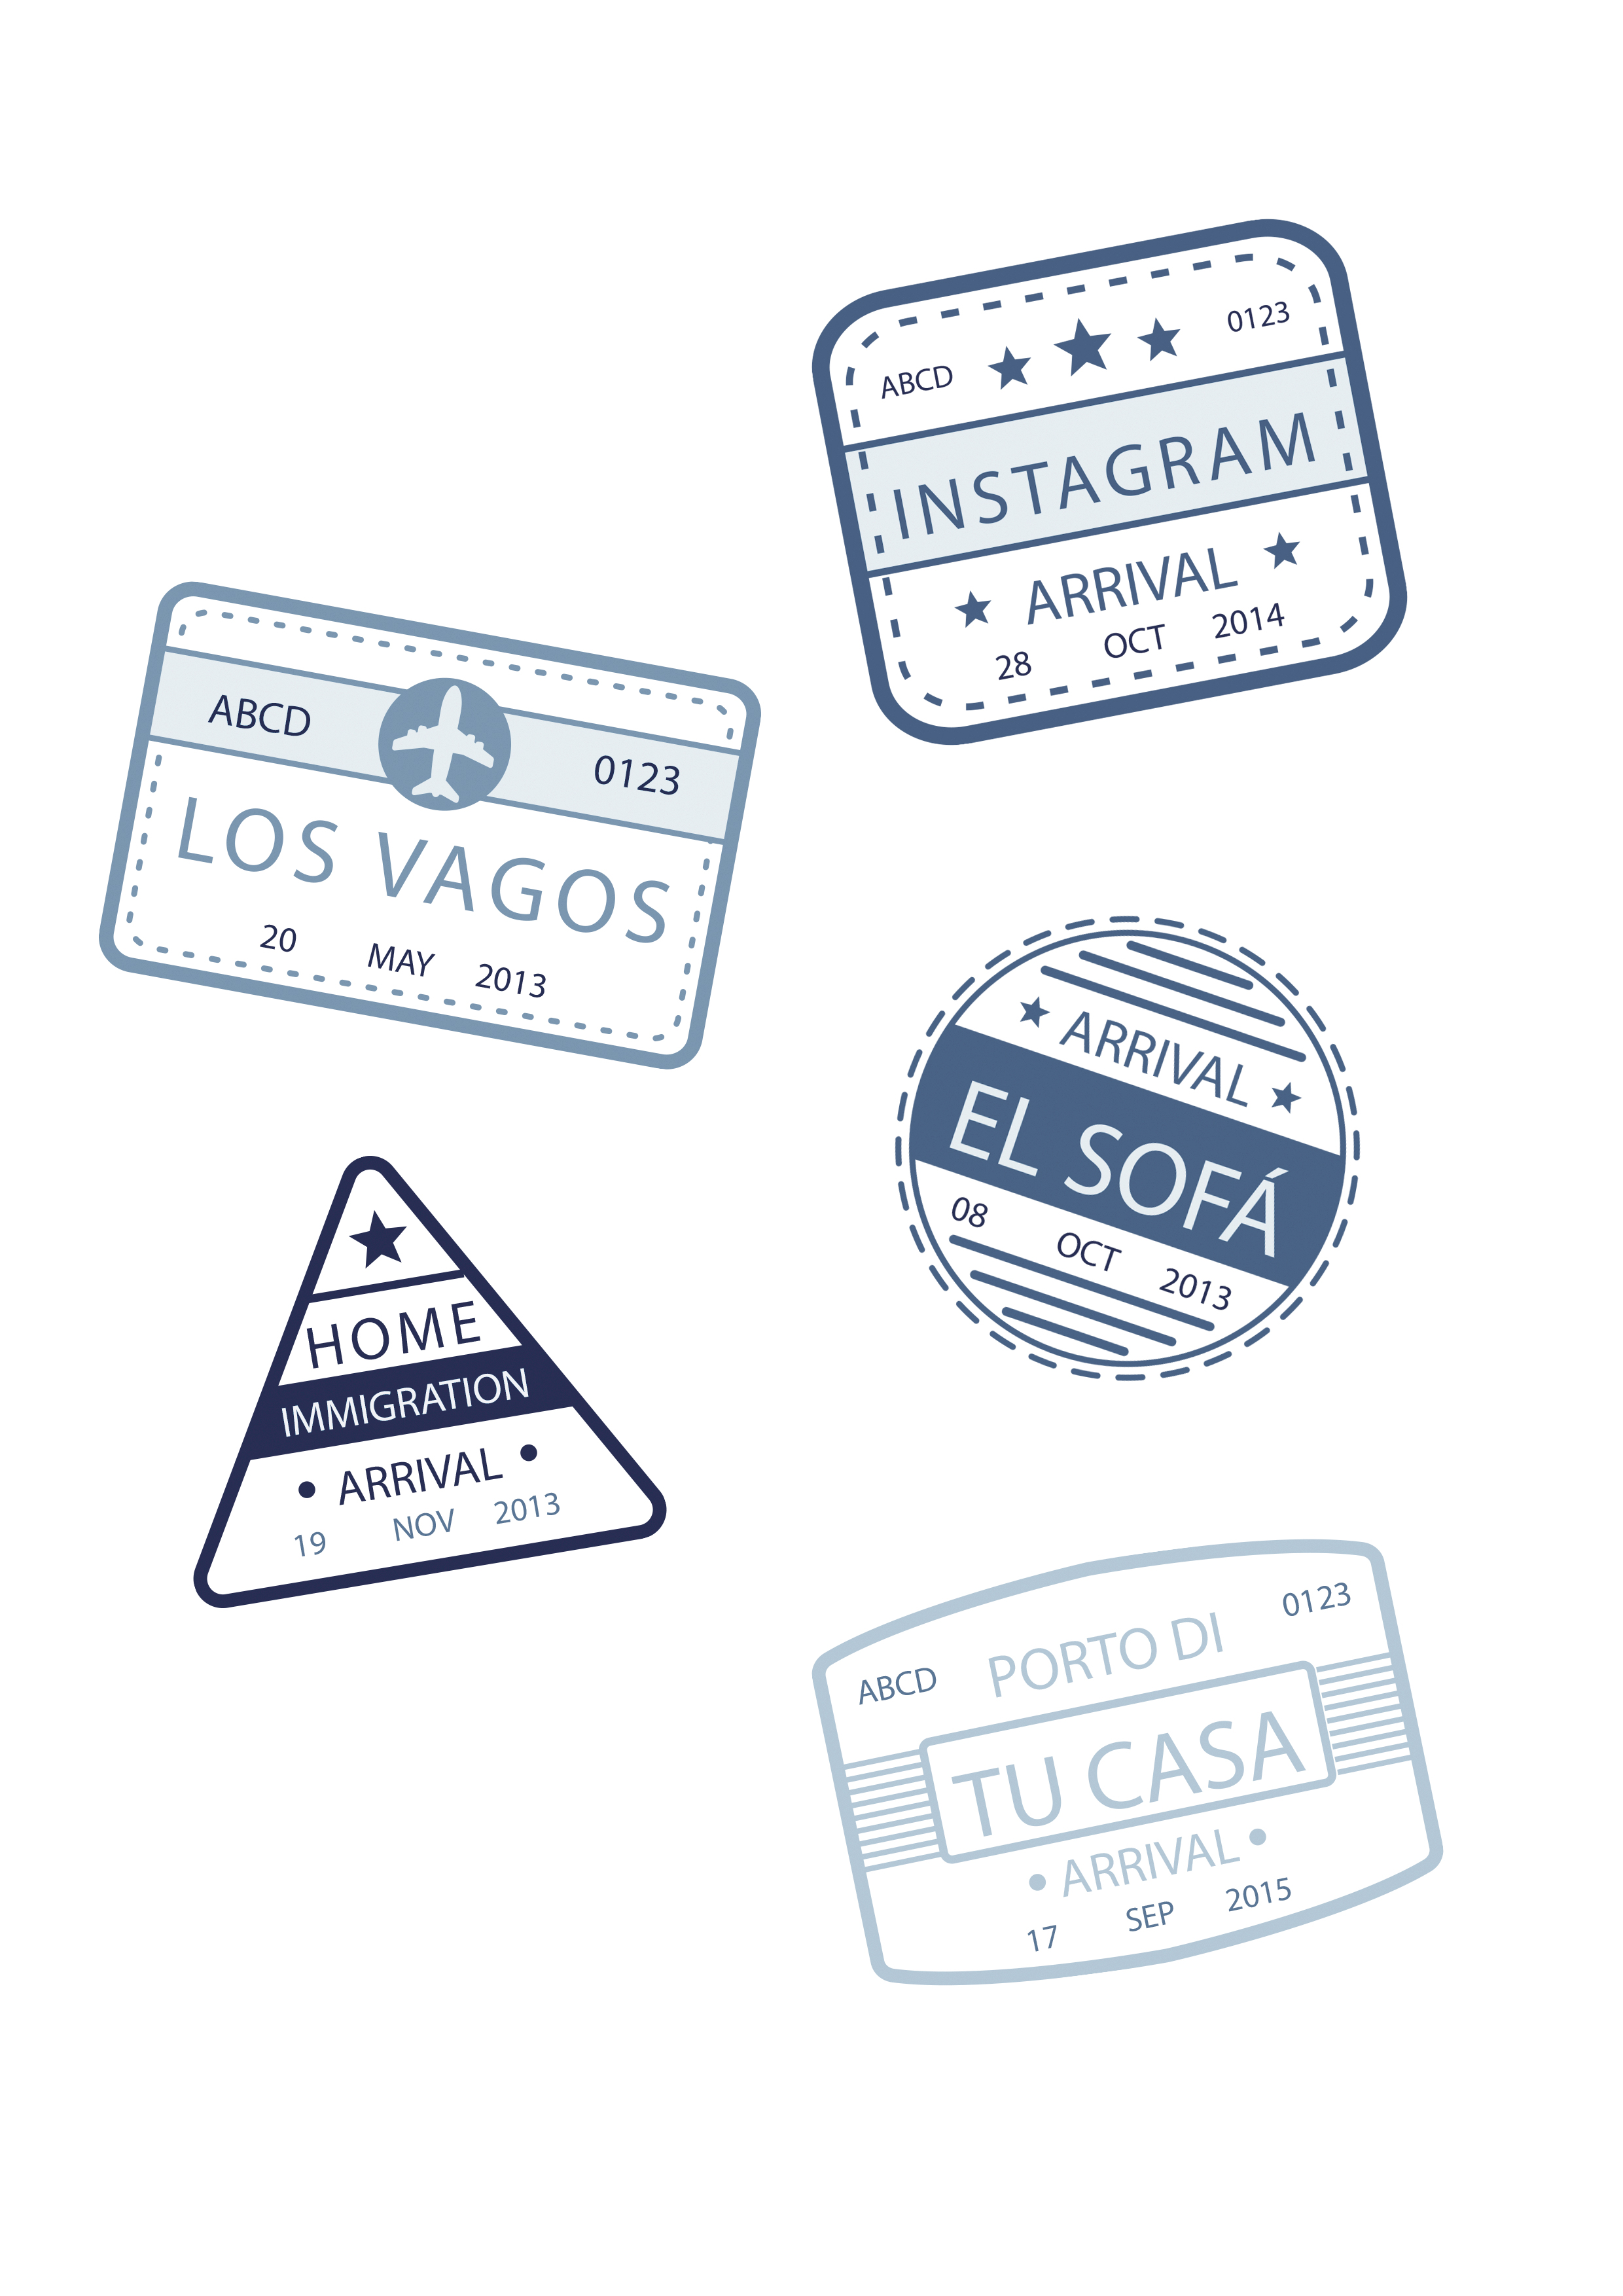 ABCD 0123
INSTAGRAM
ARRIVAL
28 OCT 2014
ABCD 0123
LOS VAGOS
20 MAY 2013
ARRIVAL
EL SOFÁ
08 OCT 2013
HOME
IMMIGRATION
ARRIVAL
19 NOV 2013
ABCD PORTO DI 0123
TU CASA
ARRIVAL
17 SEP 2015